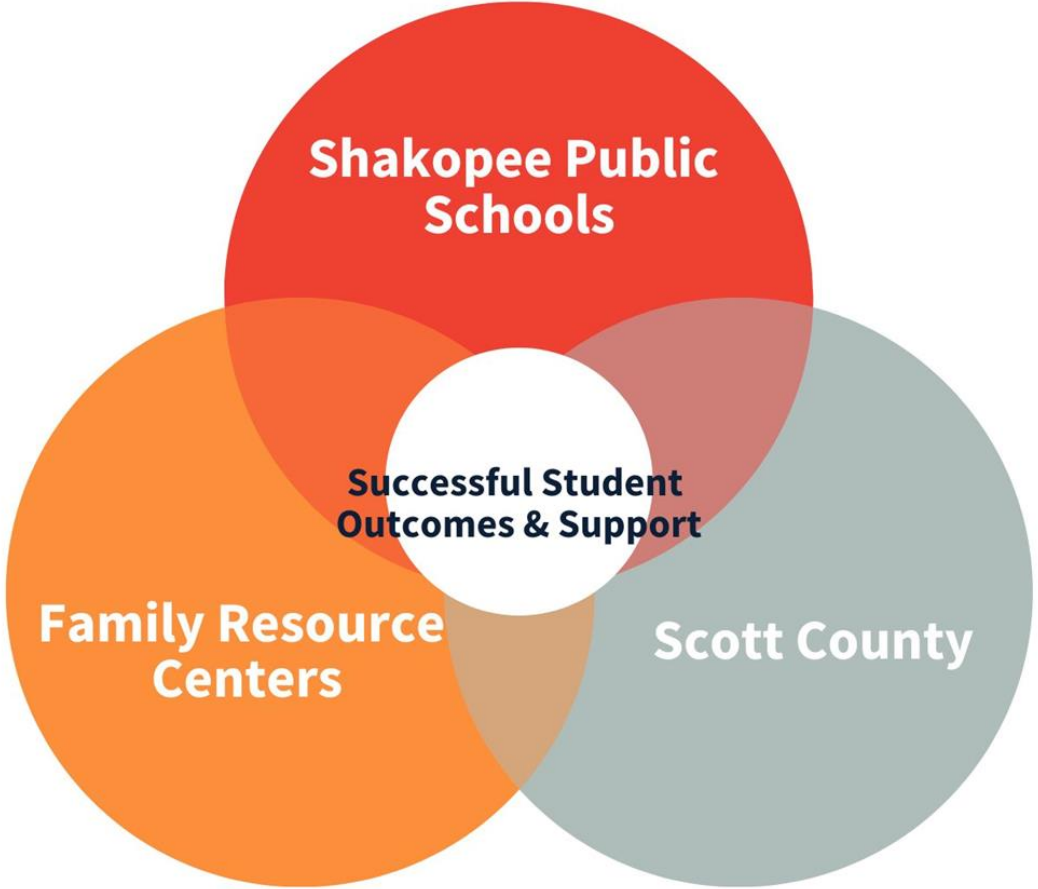 Shakopee Public
Schools
Successful Student
Outcomes & Support
Family Resource
Centers
Scott County